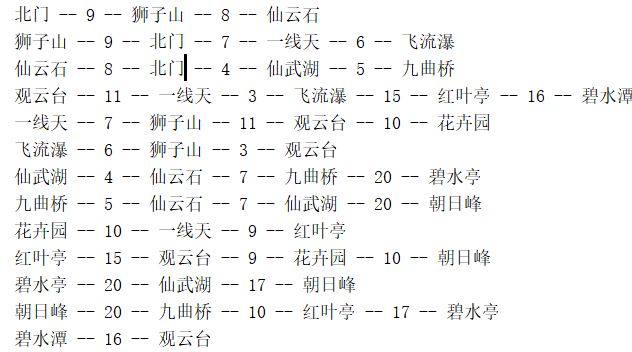 北门 -- 9 -- 狮子山 -- 8 -- 仙云石
狮子山 -- 9 -- 北门 -- 7 -- 一线天 -- 6 -- 飞流瀑
仙云石 -- 8 -- 北门 -- 4 -- 仙武湖 -- 5 -- 九曲桥
观云台 -- 11 -- 一线天 -- 3 -- 飞流瀑 -- 15 -- 红叶亭 -- 16 -- 碧水潭
一线天 -- 7 -- 狮子山 -- 11 -- 观云台 -- 10 -- 花卉园
飞流瀑 -- 6 -- 狮子山 -- 3 -- 观云台
仙武湖 -- 4 -- 仙云石 -- 7 -- 九曲桥 -- 20 -- 碧水亭
九曲桥 -- 5 -- 仙云石 -- 7 -- 仙武湖 -- 20 -- 朝日峰
花卉园 -- 10 -- 一线天 -- 9 -- 红叶亭
红叶亭 -- 15 -- 观云台 -- 9 -- 花卉园 -- 10 -- 朝日峰
碧水亭 -- 20 -- 仙武湖 -- 17 -- 朝日峰
朝日峰 -- 20 -- 九曲桥 -- 10 -- 红叶亭 -- 17 -- 碧水亭
碧水潭 -- 16 -- 观云台